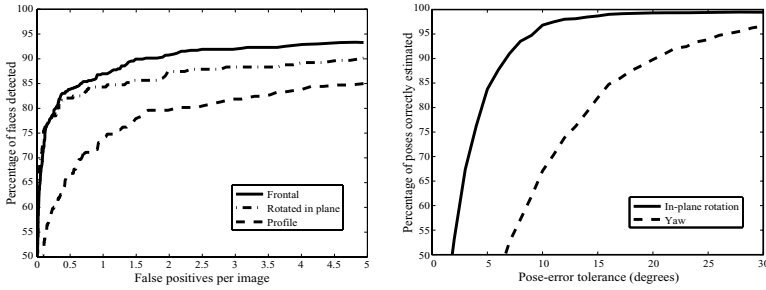 Percentage of faces detected
100
95
90
85
80
75
70
65
60
55
50
0 0.5 1 1.5 2 2.5 3 3.5 4 4.5 5
False positives per image
Frontal
Rotated in plane
Profile
Percentage of poses correctly estimated
100
95
90
85
80
75
70
65
60
55
50
0 5 10 15 20 25 30
Pose-error tolerance (degrees)
In-plane rotation
Yaw